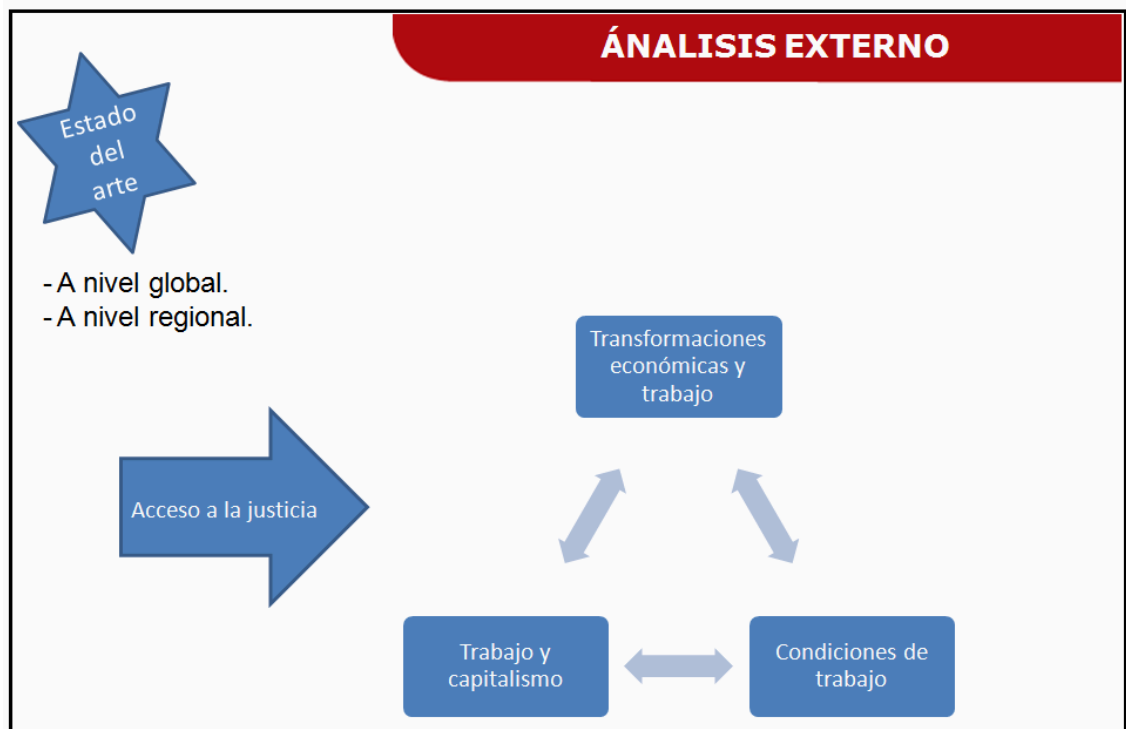 ÁNALISIS EXTERNO
Estado
del
arte
- A nivel global.
- A nivel regional.
Transformaciones
económicas y
trabajo
Acceso a la justicia
Trabajo y
capitalismo
Condiciones de
trabajo